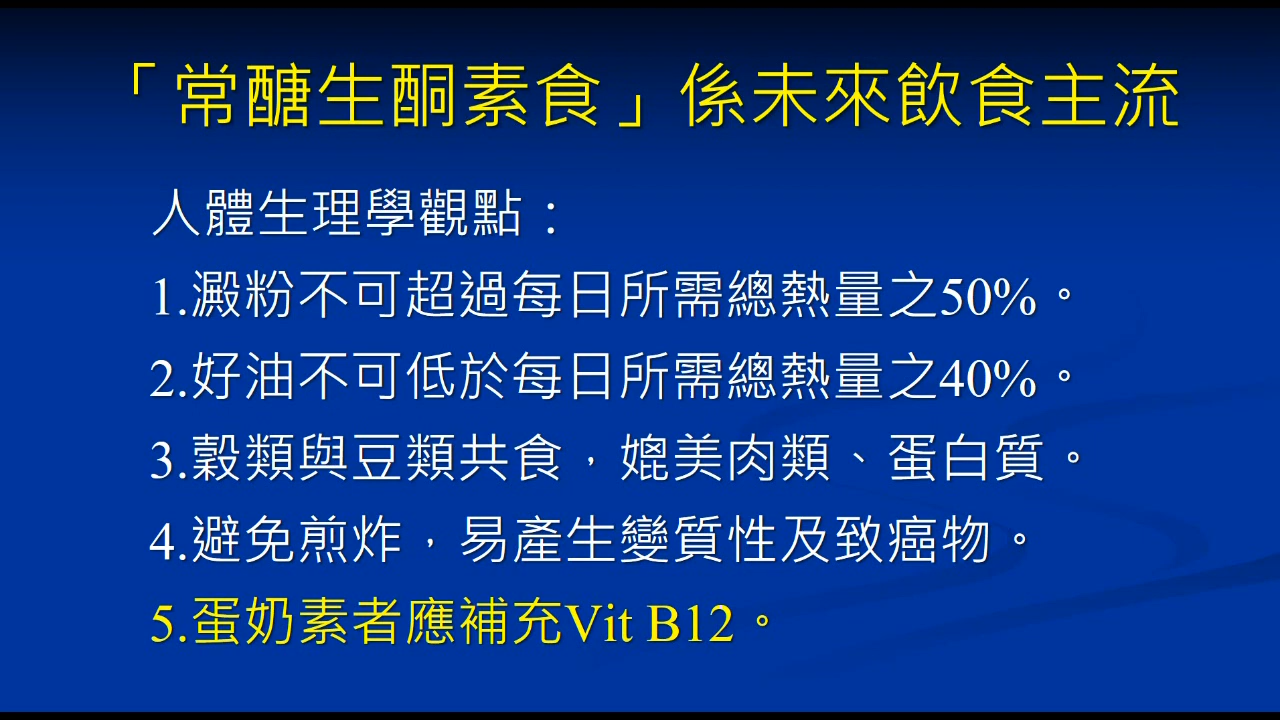 「常醣生酮素食」係未來飲食主流
人體生理學觀點：
1.澱粉不可超過每日所需總熱量之50%。
2.好油不可低於每日所需總熱量之40%。
3.穀類與豆類共食，媲美肉類、蛋白質。
4.避免煎炸，易產生變質性及致癌物。
5.蛋奶素者應補充Vit B12。